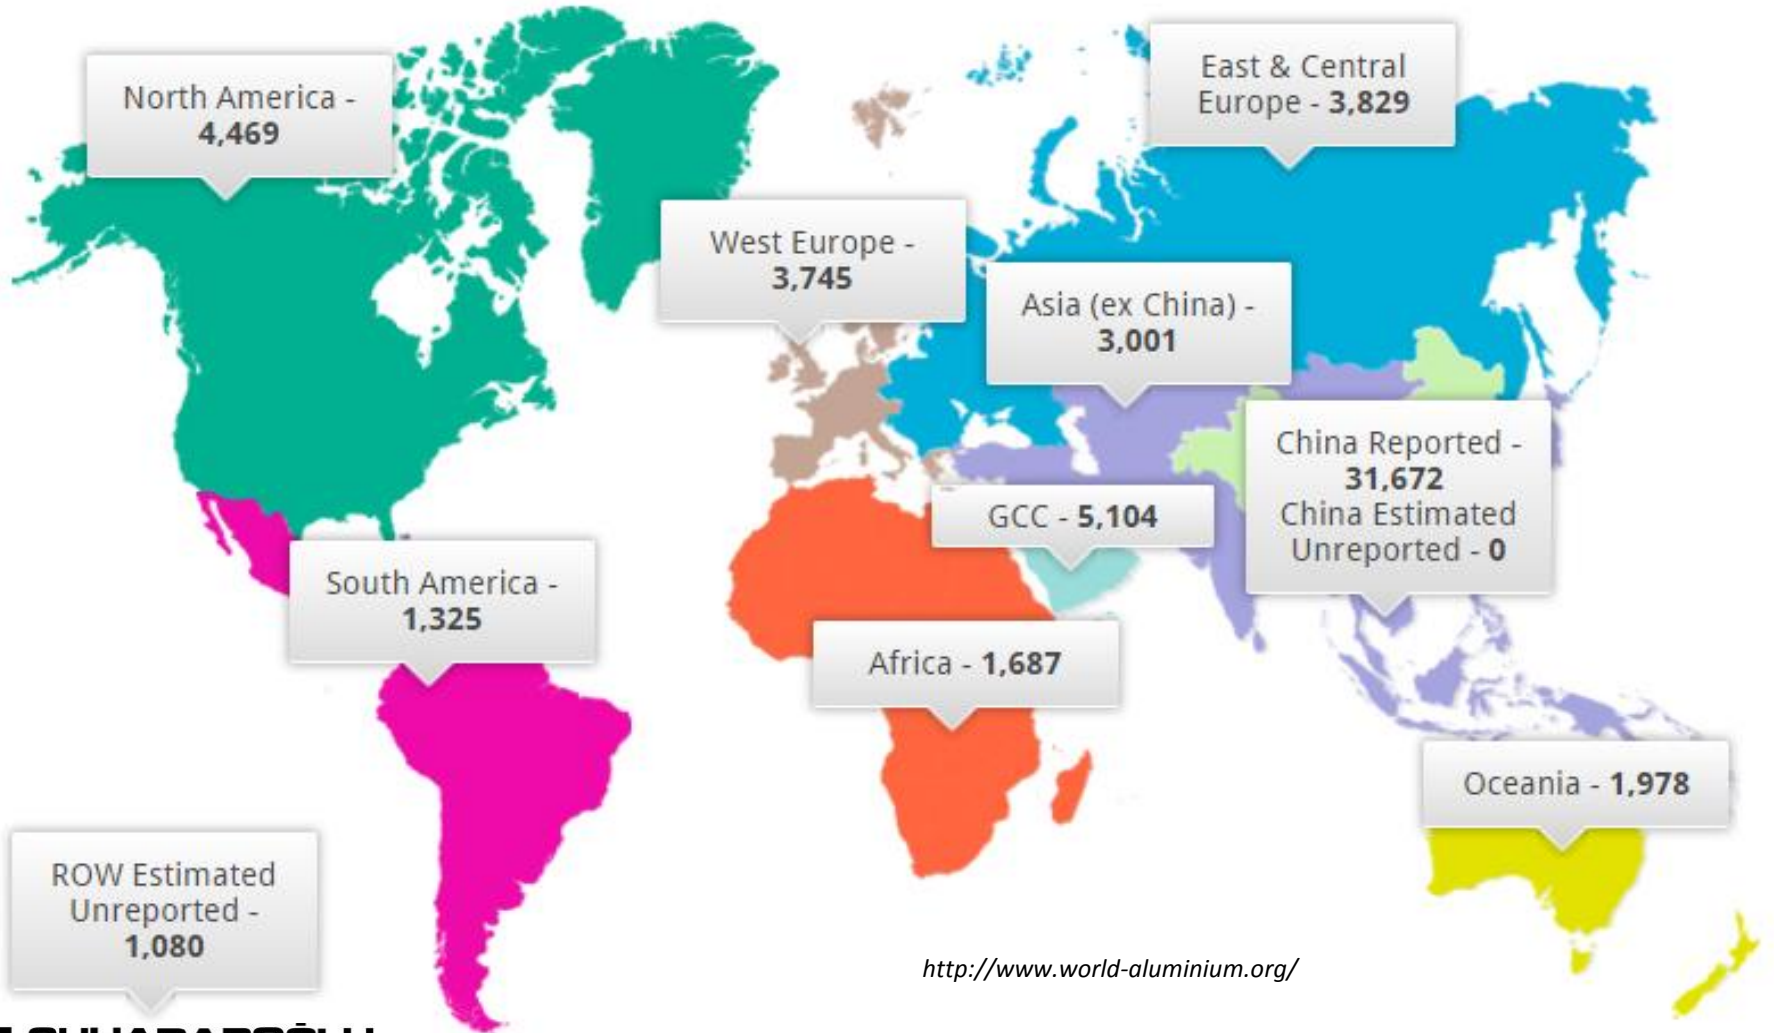 North America -
4,469
East & Central
Europe - 3,829
West Europe -
3,745
Asia (ex China) -
3,001
China Reported -
31,672
China Estimated
Unreported - 0
GCC - 5,104
South America -
1,325
Africa - 1,687
Oceania - 1,978
ROW Estimated
Unreported -
1,080
http://www.world-aluminium.org/